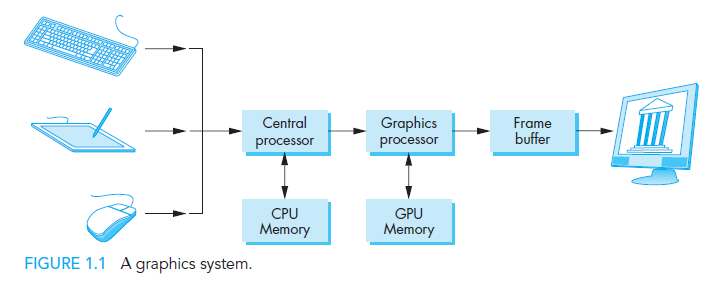 Central
processor
Graphics
processor
Frame
buffer
CPU
Memory
GPU
Memory
FIGURE 1.1 A graphics system.